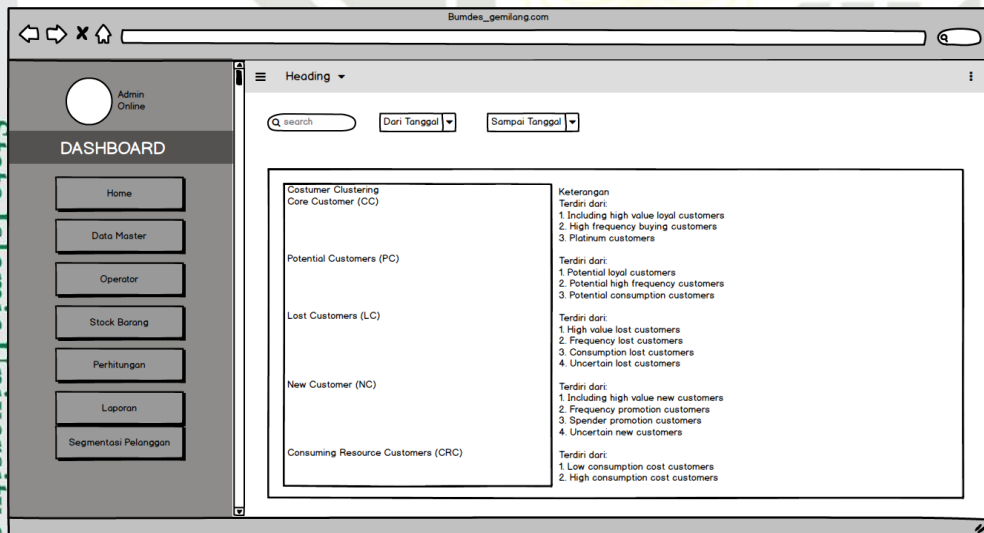 Bumdes_gemilang.com
Admin
Online
DASHBOARD
Home
Data Master
Operator
Stock Barang
Perhitungan
Laporan
Segmentasi Pelanggan
Heading
search
Dari Tanggal
Sampai Tanggal
Costumer Clustering
Keterangan
Core Customer (CC)
Terdiri dari:
1. Including high value loyal customers
2. High frequency buying customers
3. Platinum customers
Potential Customers (PC)
Terdiri dari:
1. Potential loyal customers
2. Potential high frequency customers
3. Potential consumption customers
Lost Customers (LC)
Terdiri dari:
1. High value lost customers
2. Frequency lost customers
3. Consumption lost customers
4. Uncertain lost customers
New Customer (NC)
Terdiri dari:
1. Including high value new customers
2. Frequency promotion customers
3. Spender promotion customers
4. Uncertain new customers
Consuming Resource Customers (CRC)
Terdiri dari:
1. Low consumption cost customers
2. High consumption cost customers